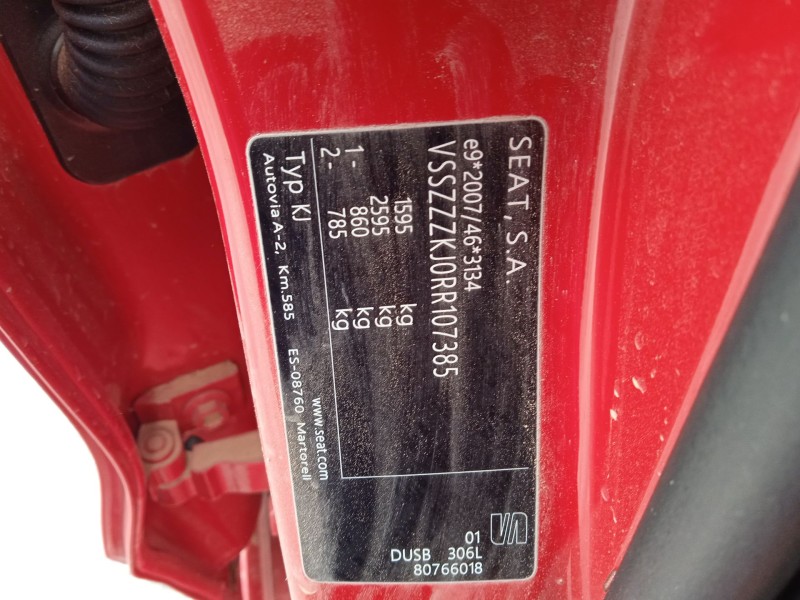 SEAT, S.A.
e9*2007/46*3134
VSSZZZKJ0RR107385
1595 kg
2595 kg
1- 860 kg
2- 785 kg
Typ KJ
www.seat.com
Autovia A-2, Km.585 ES-08760 Martorell
01
DUSB 306L
80766018